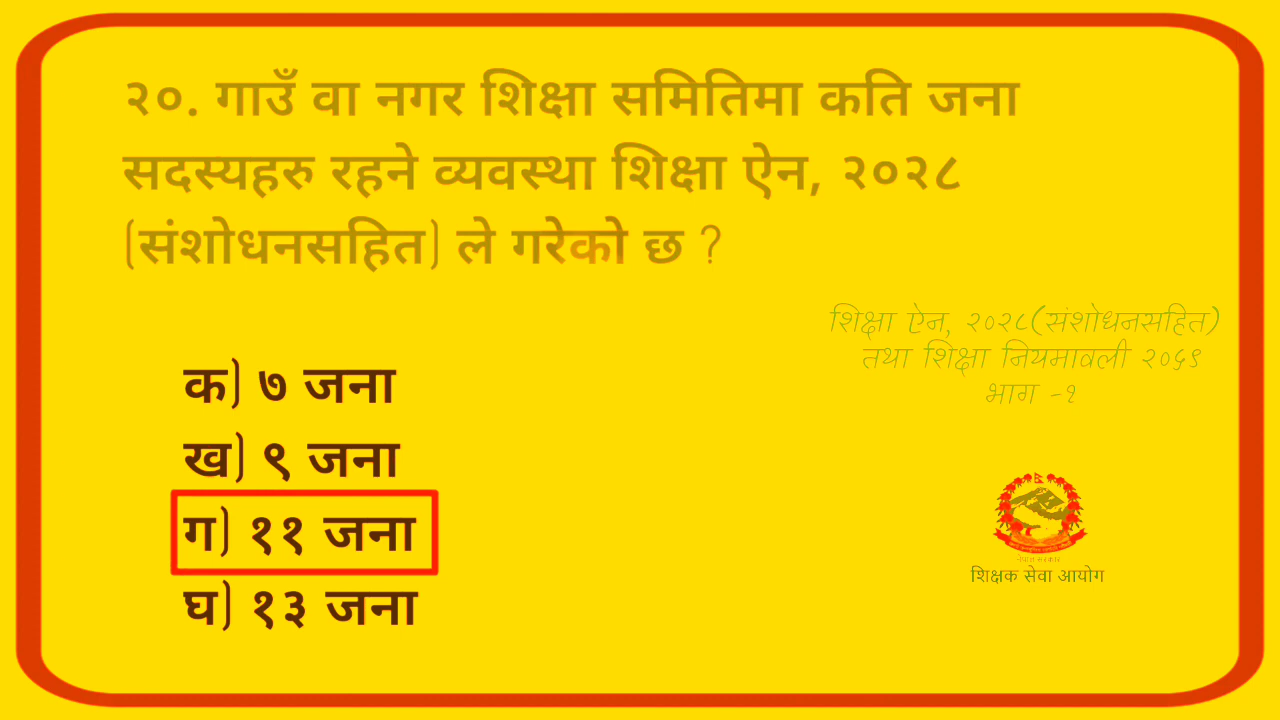 २०. गाउँ वा नगर शिक्षा समितिमा कति जना
सदस्यहरु रहने व्यवस्था शिक्षा ऐन, २०२८
(संशोधनसहित) ले गरेको छ ?
शिक्षा ऐन, २०२८(संशोधनसहित)
तथा शिक्षा नियमावली २०५९
भाग -१
क) ७ जना
ख) ९ जना
ग) ११ जना
घ) १३ जना
नेपाल सरकार
शिक्षक सेवा आयोग